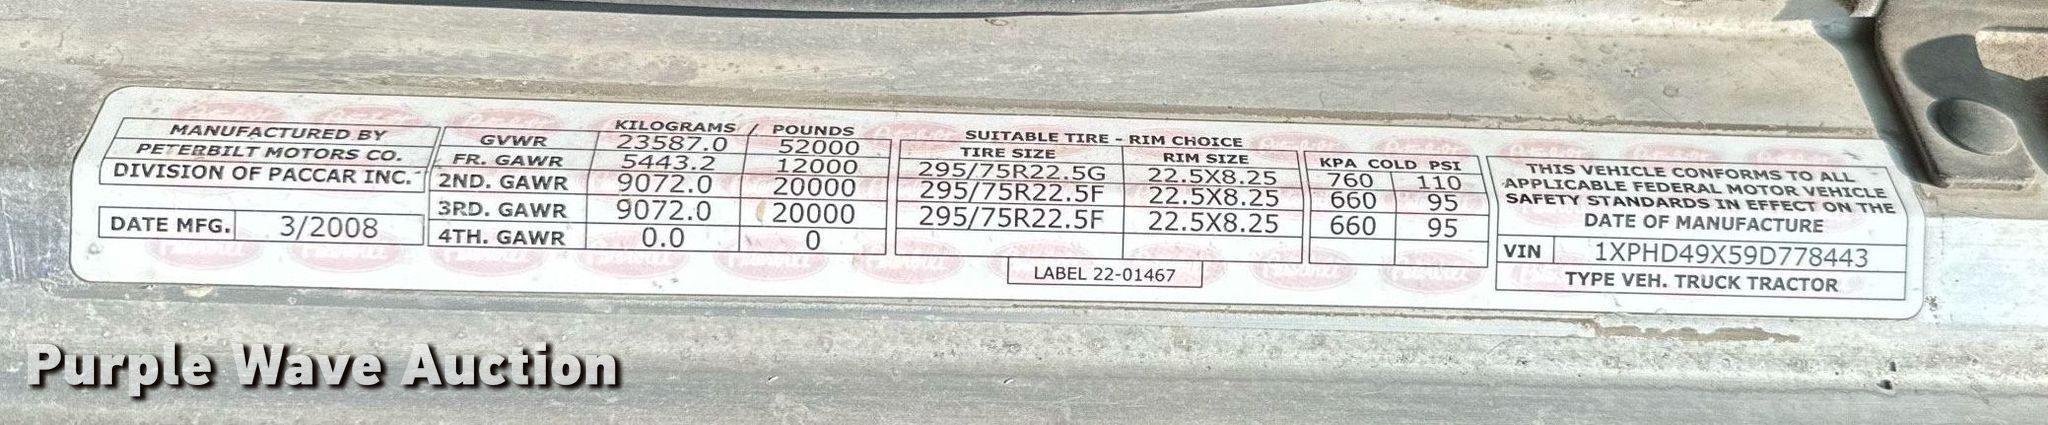 MANUFACTURED BY
PETERBILT MOTORS CO.
DIVISION OF PACCAR INC.
DATE MFG. 3/2008
KILOGRAMS / POUNDS
GVWR 23587.0 52000
FR. GAWR 5443.2 12000
2ND. GAWR 9072.0 20000
3RD. GAWR 9072.0 20000
4TH. GAWR 0.0 0
SUITABLE TIRE - RIM CHOICE
TIRE SIZE RIM SIZE KPA COLD PSI
295/75R22.5G 22.5X8.25 760 110
295/75R22.5F 22.5X8.25 660 95
295/75R22.5F 22.5X8.25 660 95
LABEL 22-01467
THIS VEHICLE CONFORMS TO ALL
APPLICABLE FEDERAL MOTOR VEHICLE
SAFETY STANDARDS IN EFFECT ON THE
DATE OF MANUFACTURE
VIN 1XPHD49X59D778443
TYPE VEH. TRUCK TRACTOR
Purple Wave Auction